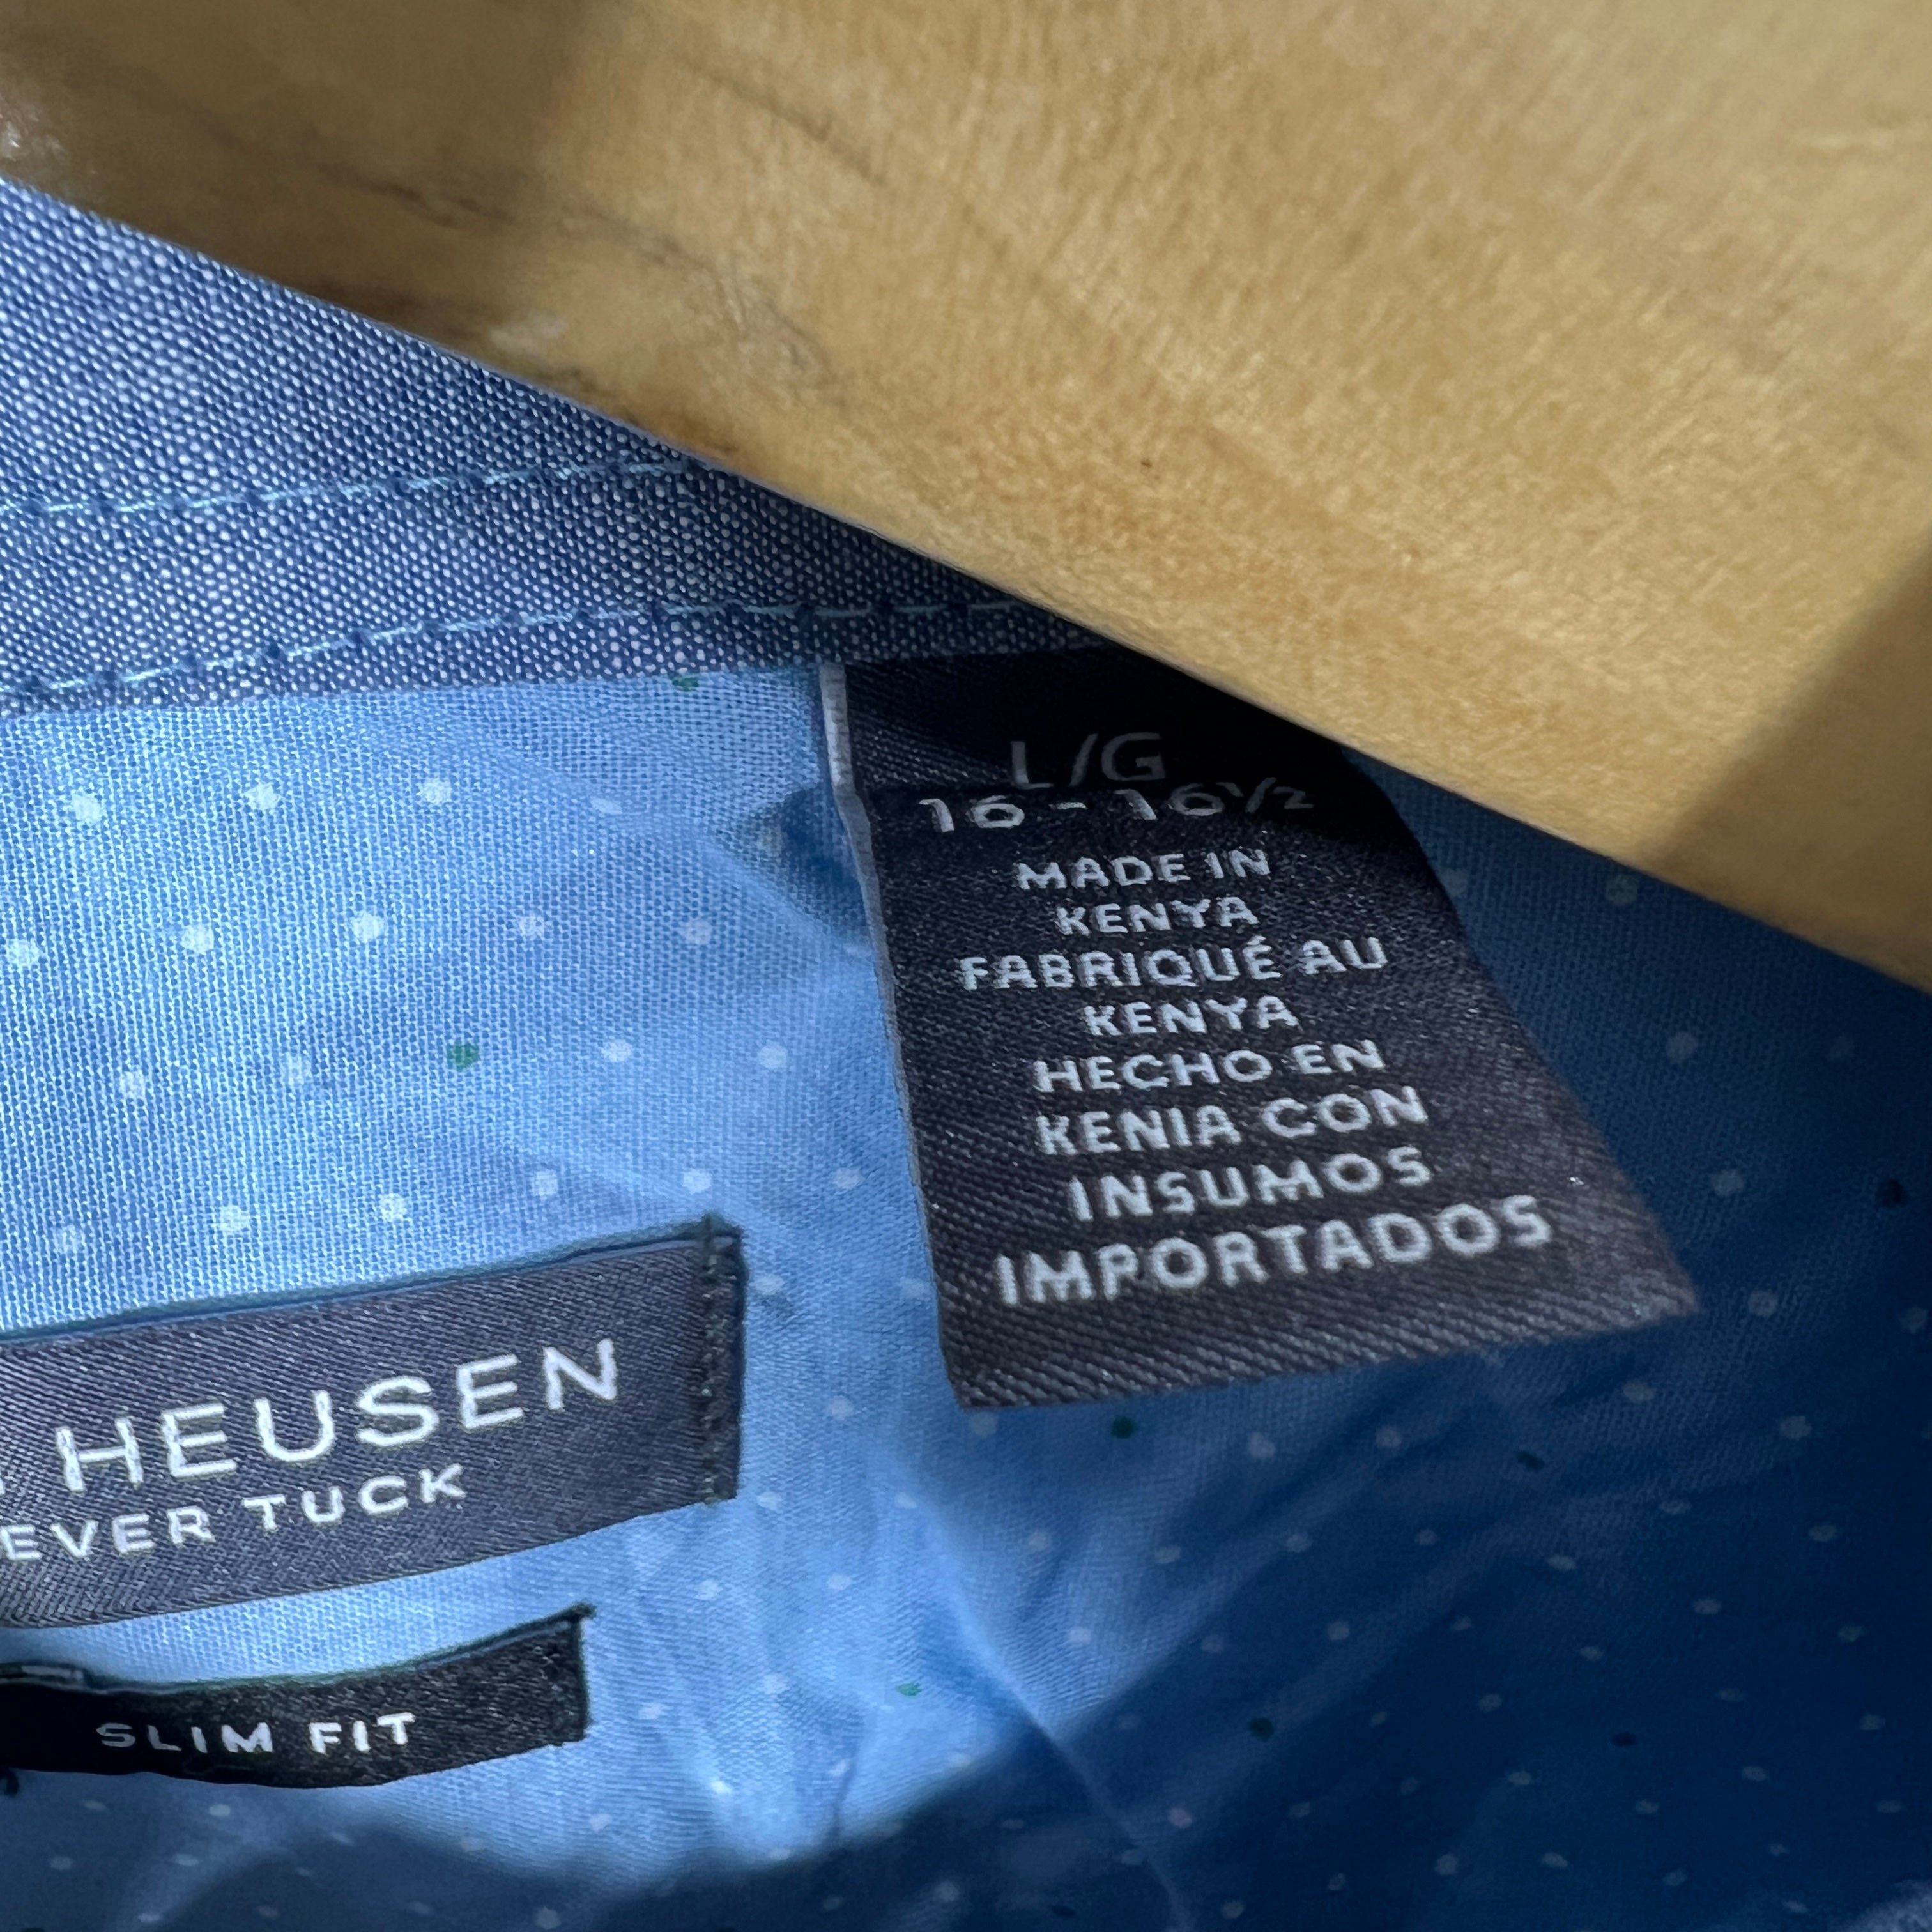 L/G
16 - 16½
MADE IN
KENYA
FABRIQUÉ AU
KENYA
HECHO EN
KENIA CON
INSUMOS
IMPORTADOS
HEUSEN
EVER TUCK
SLIM FIT